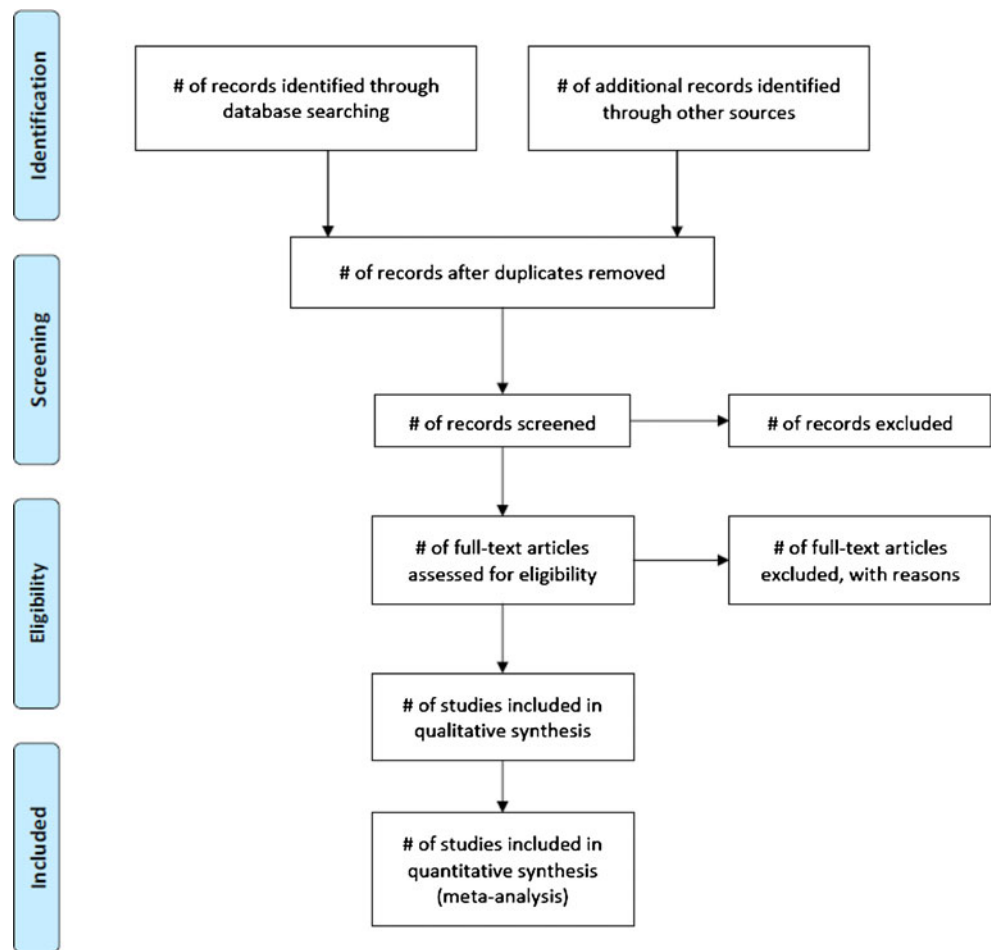 Identification
# of records identified through
database searching
# of additional records identified
through other sources
# of records after duplicates removed
Screening
# of records screened
# of records excluded
Eligibility
# of full-text articles
assessed for eligibility
# of full-text articles
excluded, with reasons
# of studies included in
qualitative synthesis
Included
# of studies included in
quantitative synthesis
(meta-analysis)